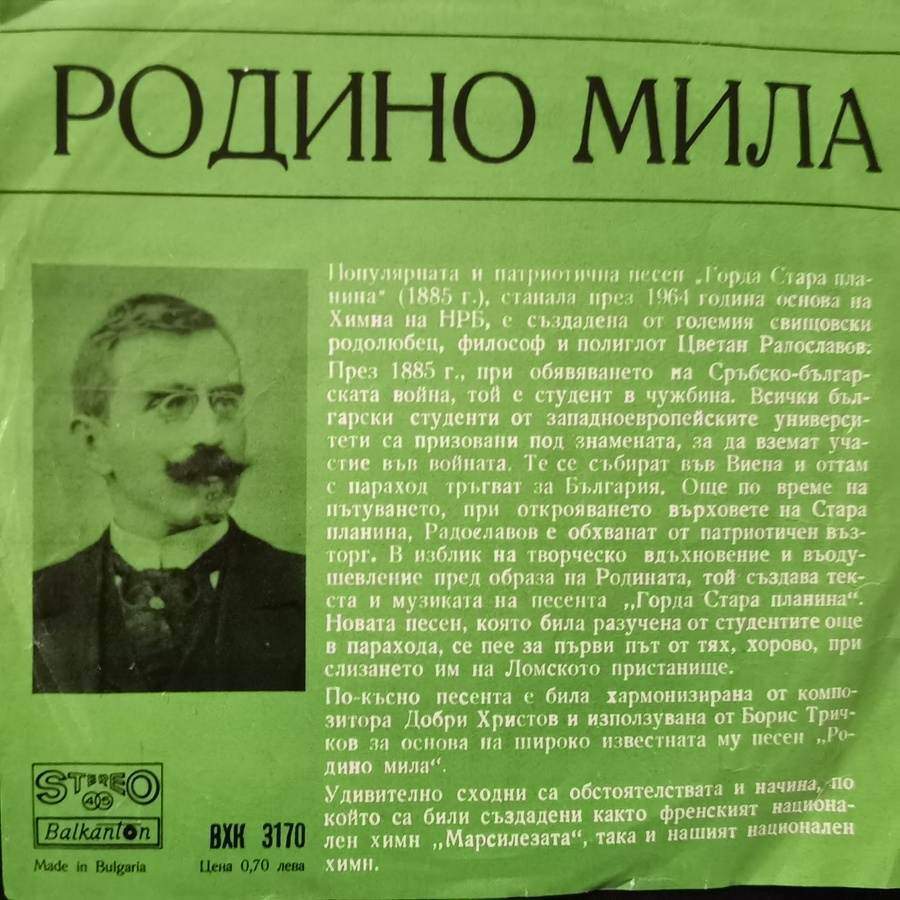 РОДИНО МИЛА
Популярната и патриотична песен „Горда Стара пла-
нина“ (1885 г.), станала през 1964 година основа на
Химна на НРБ, е създадена от големия свищовски
родолюбец, философ и полиглот Цветан Ралославов.
През 1885 г., при обявяването на Сръбско-българ-
ската война, той е студент в чужбина. Всички бъл-
гарски студенти от западноевропейските университ-
тети са призовани под знамената, за да вземат уча-
стие във войната. Те се събират във Виена и оттам
с параход тръгват за България. Още по време на
пътуването, при открояването върховете на Стара
планина, Радославов е обхванат от патриотичен въз-
торг. В изблик на творческо вдъхновение и въоду-
шевление пред образа на Родината, той създава тек-
ста и музиката на песента „Горда Стара планина“.
Новата песен, която била разучена от студентите още
в парахода, се пее за първи път от тях, хорово, при
слизането им на Ломското пристанище.
По-късно песента е била хармонизирана от компо-
зитора Добри Христов и използувана от Борис Трич-
ков за основа на широко известната му песен „Ро-
дино мила“.
Удивително сходни са обстоятелствата и начина, по
който са били създадени както френският национа-
лен химн „Марсилезата“, така и нашият национален
химн.
STEREO
45
Balkanton
Made in Bulgaria
ВХК 3170
Цена 0,70 лева